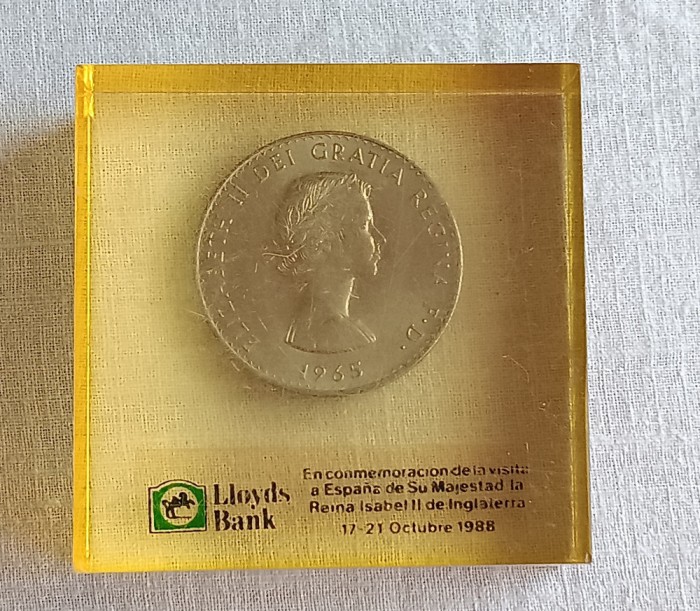 ELIZABETH II DEI GRATIA REGINA F.D.
1965
Lloyds
Bank
En conmemoracion de la visita
a España de Su Majestad la
Reina Isabel II de Inglaterra
17-21 Octubre 1988